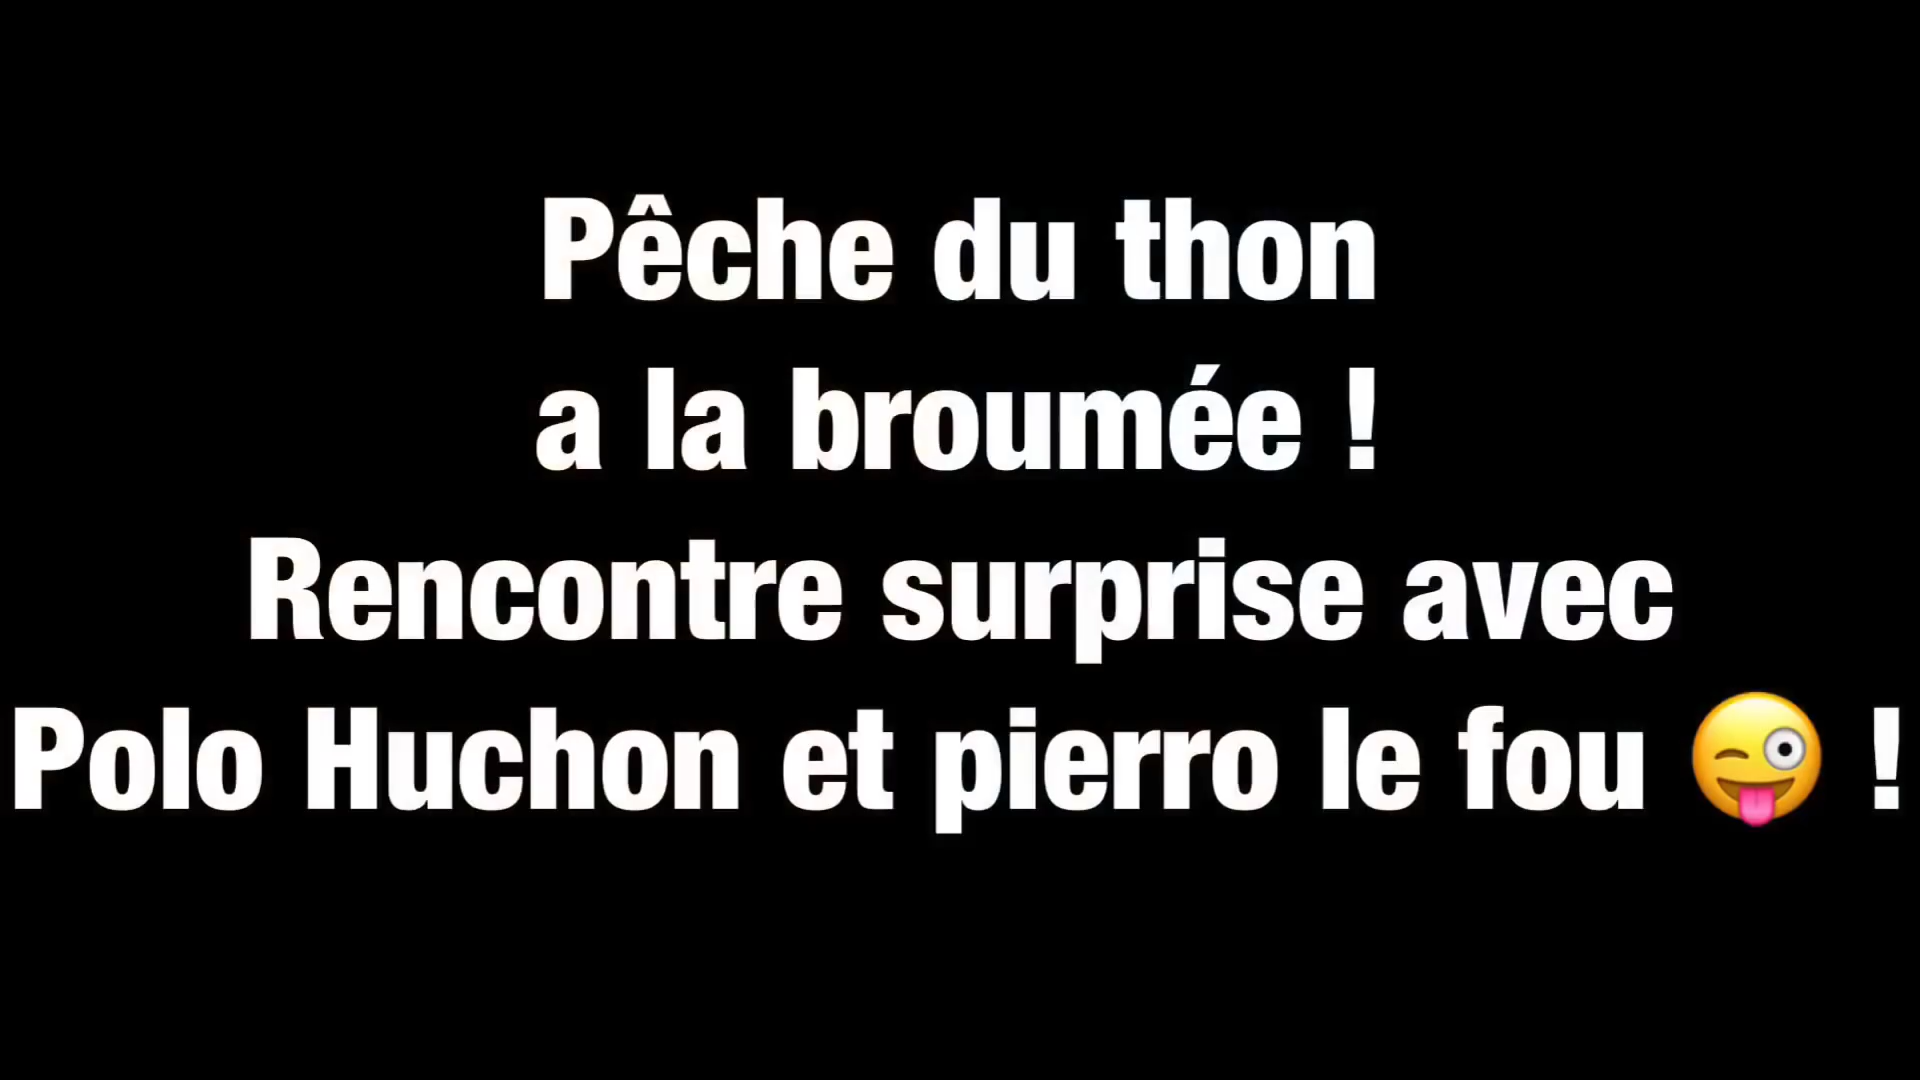 Pêche du thon
a la broumée !
Rencontre surprise avec
Polo Huchon et pierro le fou 😜 !